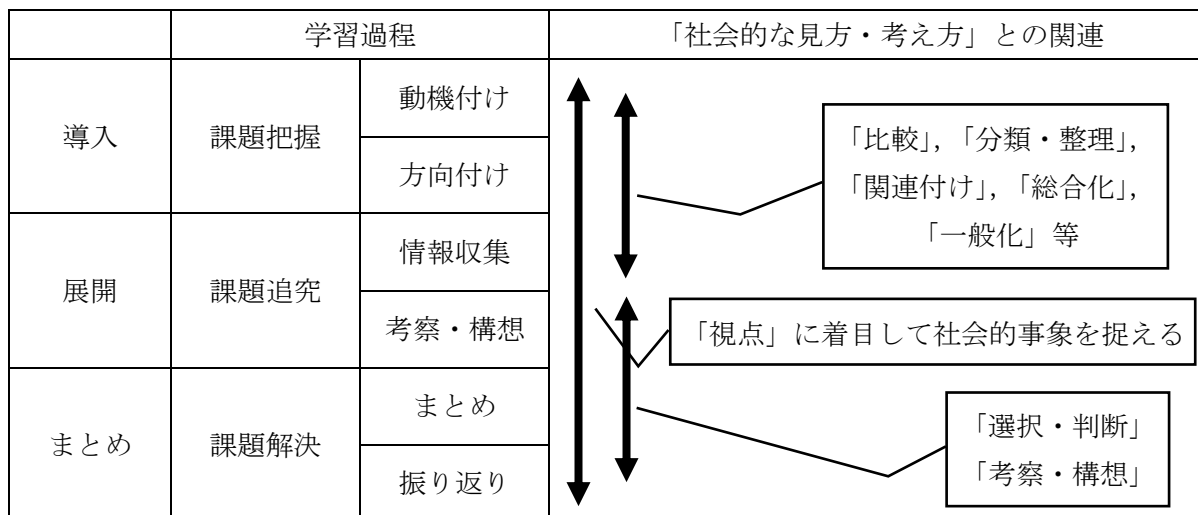 学習過程
「社会的な見方・考え方」との関連
導入
課題把握
動機付け
方向付け
「比較」,「分類・整理」,
「関連付け」,「総合化」,
「一般化」等
展開
課題追究
情報収集
考察・構想
「視点」に着目して社会的事象を捉える
まとめ
課題解決
まとめ
振り返り
「選択・判断」
「考察・構想」